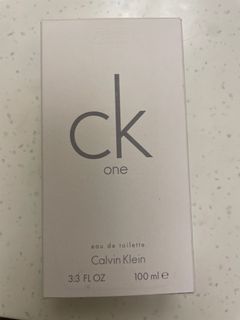 ck
one
eau de toilette
Calvin Klein
3.3 FL OZ 100 ml e